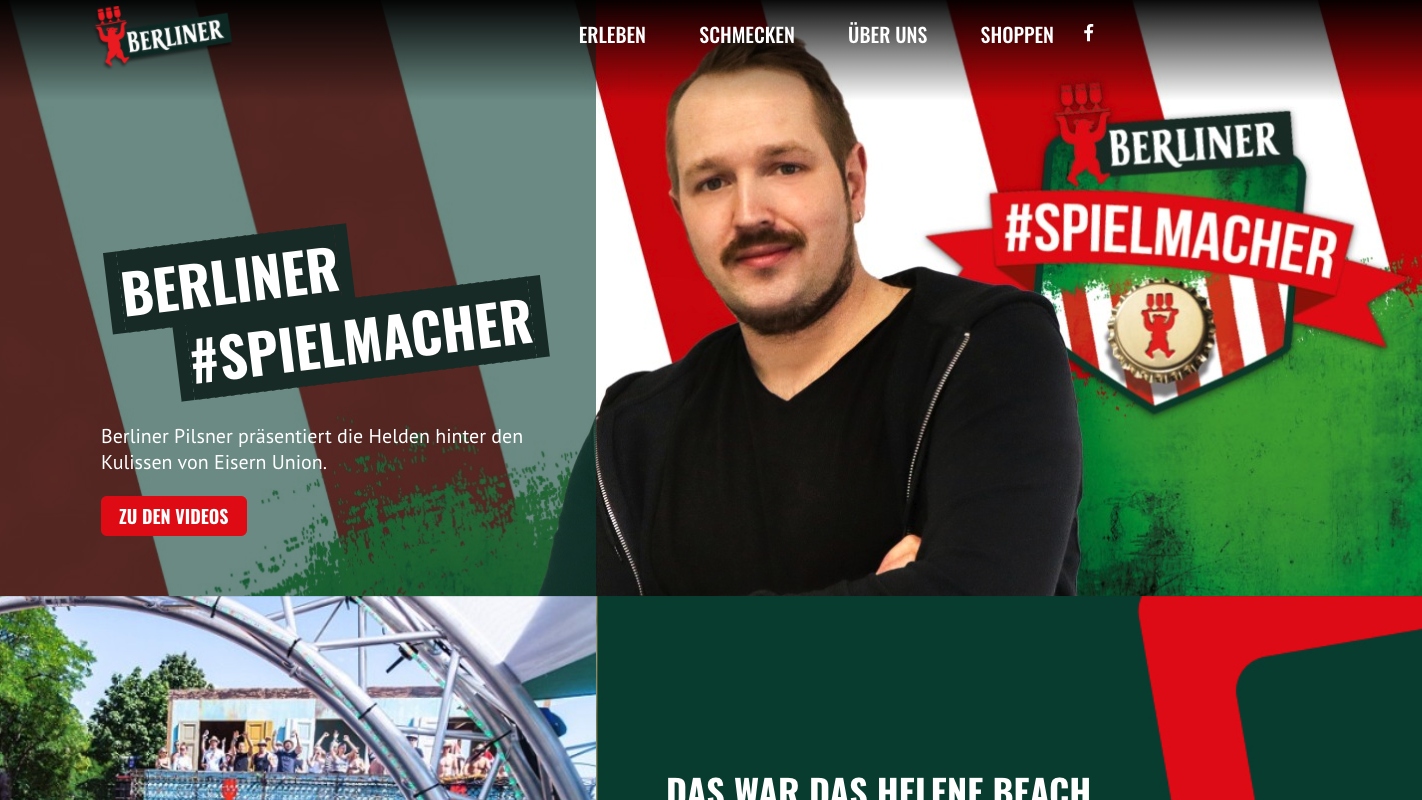 BERLINER
ERLEBEN
SCHMECKEN
ÜBER UNS
SHOPPEN
BERLINER
#SPIELMACHER
BERLINER
#SPIELMACHER
Berliner Pilsner präsentiert die Helden hinter den
Kulissen von Eisern Union.
ZU DEN VIDEOS
DAS WAR DAS HELENE BEACH